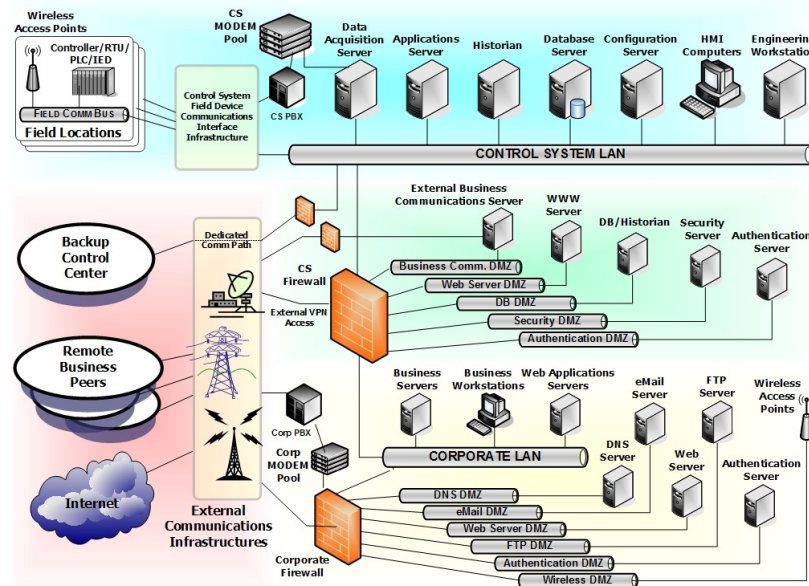 Wireless
Access Points
Controller/RTU/
PLC/IED
FIELD COMM BUS
Field Locations
Control System
Field Device
Communications
Interface
Infrastructure
CS
MODEM
Pool
CS PBX
Data
Acquisition
Server
Applications
Server
Historian
Database
Server
Configuration
Server
HMI
Computers
Engineering
Workstation
CONTROL SYSTEM LAN
Backup
Control
Center
Dedicated
Comm Path
CS
Firewall
External VPN
Access
External Business
Communications Server
WWW
Server
DB/Historian
Security
Server
Authentication
Server
Business Comm. DMZ
Web Server DMZ
DB DMZ
Security DMZ
Authentication DMZ
Remote
Business
Peers
Internet
External
Communications
Infrastructures
Corp PBX
Corp
MODEM
Pool
Corporate
Firewall
Business
Servers
Business
Workstations
Web Applications
Servers
CORPORATE LAN
DNS
Server
eMail
Server
Web
Server
FTP
Server
Authentication
Server
Wireless
Access
Points
DNS DMZ
eMail DMZ
Web Server DMZ
FTP DMZ
Authentication DMZ
Wireless DMZ